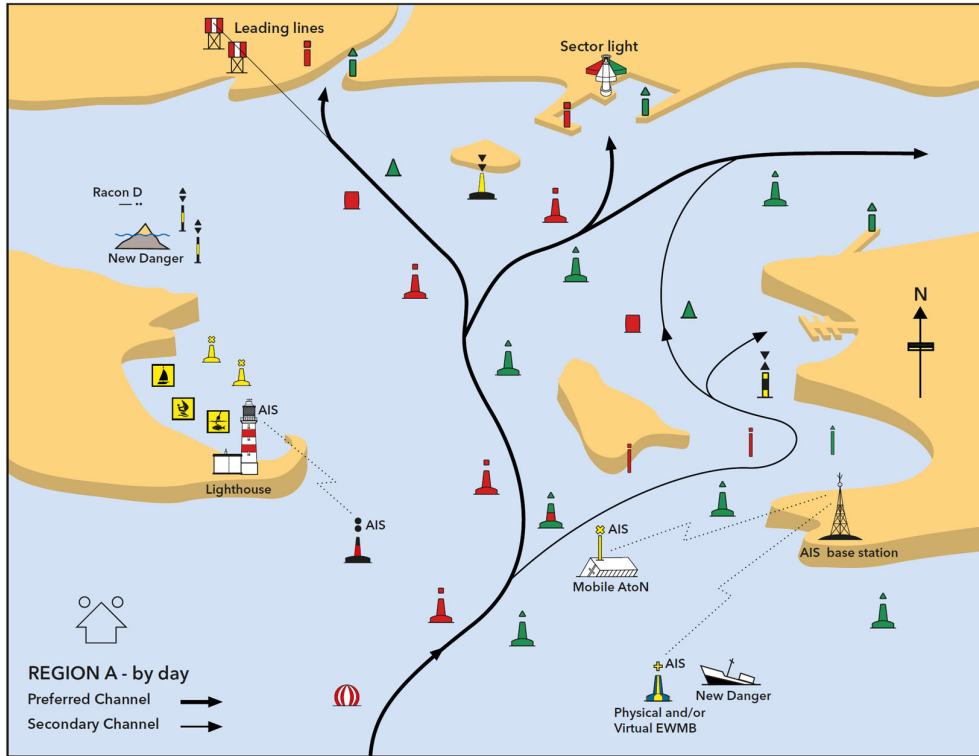 Leading lines
Sector light
Racon D
New Danger
N
AIS
Lighthouse
AIS
AIS
Mobile AtoN
AIS base station
AIS
New Danger
Physical and/or
Virtual EWMB
REGION A - by day
Preferred Channel
Secondary Channel